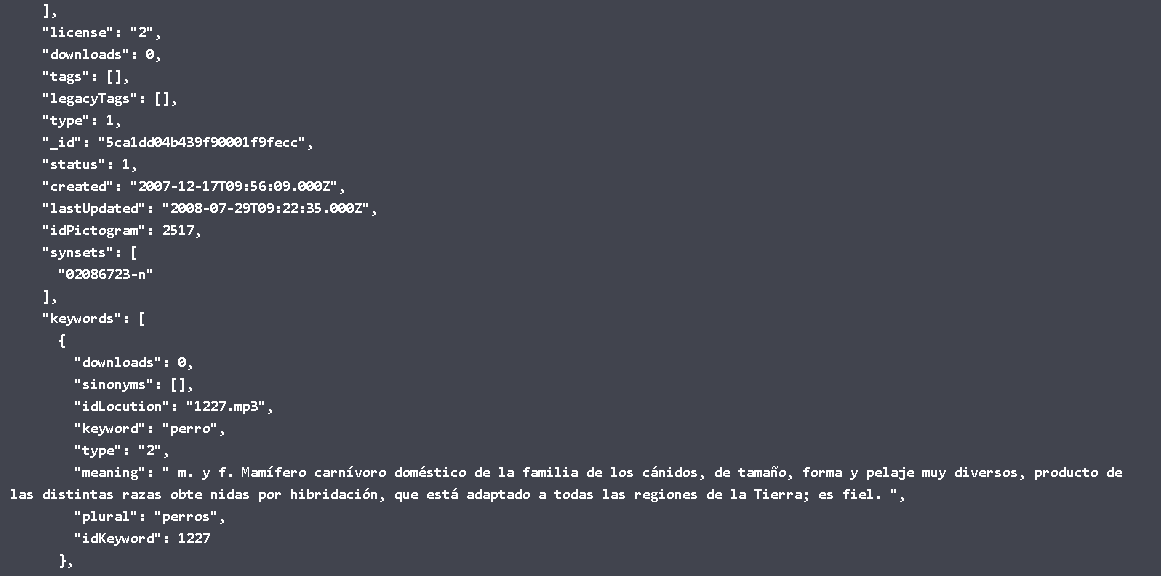 ],
"license": "2",
"downloads": 0,
"tags": [],
"legacyTags": [],
"type": 1,
"_id": "5ca1dd04b439f90001f9fecc",
"status": 1,
"created": "2007-12-17T09:56:09.000Z",
"lastUpdated": "2008-07-29T09:22:35.000Z",
"idPictogram": 2517,
"synsets": [
"02086723-n"
],
"keywords": [
{
"downloads": 0,
"sinonyms": [],
"idLocution": "1227.mp3",
"keyword": "perro",
"type": "2",
"meaning": " m. y f. Mamífero carnívoro doméstico de la familia de los cánidos, de tamaño, forma y pelaje muy diversos, producto de
las distintas razas obte nidas por hibridación, que está adaptado a todas las regiones de la Tierra; es fiel. ",
"plural": "perros",
"idKeyword": 1227
},